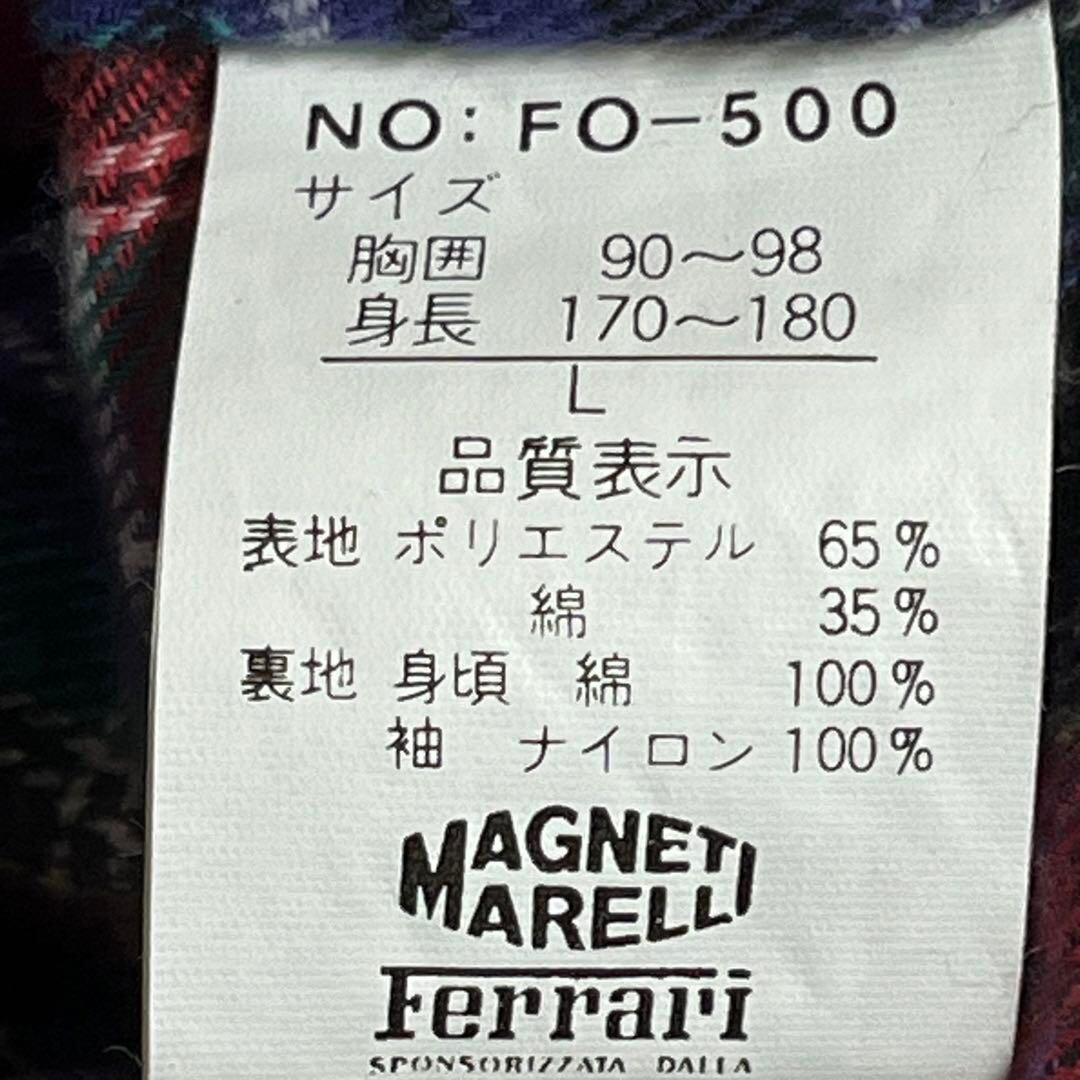 NO: FO-500
サイズ
胸囲 90～98
身長 170～180
L
品質表示
表地 ポリエステル 65%
綿 35%
裏地 身頃 綿 100%
袖 ナイロン 100%
MAGNETI
MARELLI
Ferrari
SPONSORIZZATA DALLA